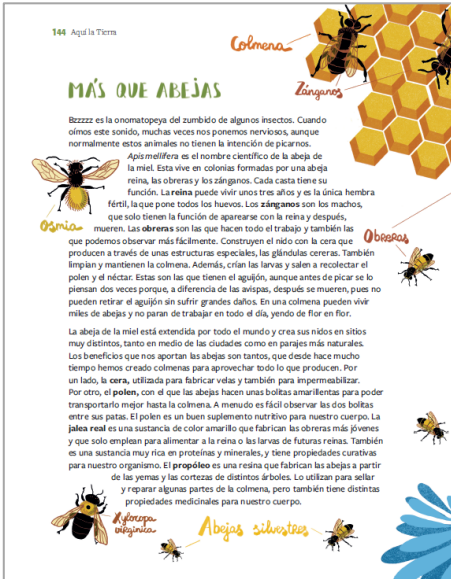 144 Aquí la Tierra
Colmena
Zánganos
MÁS QUE ABEJAS
Bzzzzz es la onomatopeya del zumbido de algunos insectos. Cuando
oímos este sonido, muchas veces nos ponemos nerviosos, aunque
normalmente estos animales no tienen la intención de picarnos.
Apis mellifera es el nombre científico de la abeja de
la miel. Esta vive en colonias formadas por una abeja
reina, las obreras y los zánganos. Cada casta tiene su
función. La reina puede vivir unos tres años y es la única hembra
fértil, la que pone todos los huevos. Los zánganos son los machos,
que solo tienen la función de aparearse con la reina y después,
mueren. Las obreras son las que hacen todo el trabajo y también las
que podemos observar más fácilmente. Construyen el nido con la cera que
producen a través de unas estructuras especiales, las glándulas cereras. También
limpian y mantienen la colmena. Además, crían las larvas y salen a recolectar el
polen y el néctar. Estas son las que tienen el aguijón, aunque antes de picar se lo
piensan dos veces porque, a diferencia de las avispas, después se mueren, pues no
pueden retirar el aguijón sin sufrir grandes daños. En una colmena pueden vivir
miles de abejas y no paran de trabajar en todo el día, yendo de flor en flor.
Osmia
Obreras
La abeja de la miel está extendida por todo el mundo y crea sus nidos en sitios
muy distintos, tanto en medio de las ciudades como en parajes más naturales.
Los beneficios que nos aportan las abejas son tantos, que desde hace mucho
tiempo hemos creado colmenas para aprovechar todo lo que producen. Por
un lado, la cera, utilizada para fabricar velas y también para impermeabilizar.
Por otro, el polen, con el que las abejas hacen unas bolitas amarillentas para poder
transportarlo mejor hasta la colmena. A menudo es fácil observar las dos bolitas
entre sus patas. El polen es un buen suplemento nutritivo para nuestro cuerpo. La
jalea real es una sustancia de color amarillo que fabrican las obreras más jóvenes
y que solo emplean para alimentar a la reina o las larvas de futuras reinas. También
es una sustancia muy rica en proteínas y minerales, y tiene propiedades curativas
para nuestro organismo. El propóleo es una resina que fabrican las abejas a partir
de las yemas y las cortezas de distintos árboles. Lo utilizan para sellar
y reparar algunas partes de la colmena, pero también tiene distintas
propiedades medicinales para nuestro cuerpo.
Xylocopa
virginica
Abejas silvestres